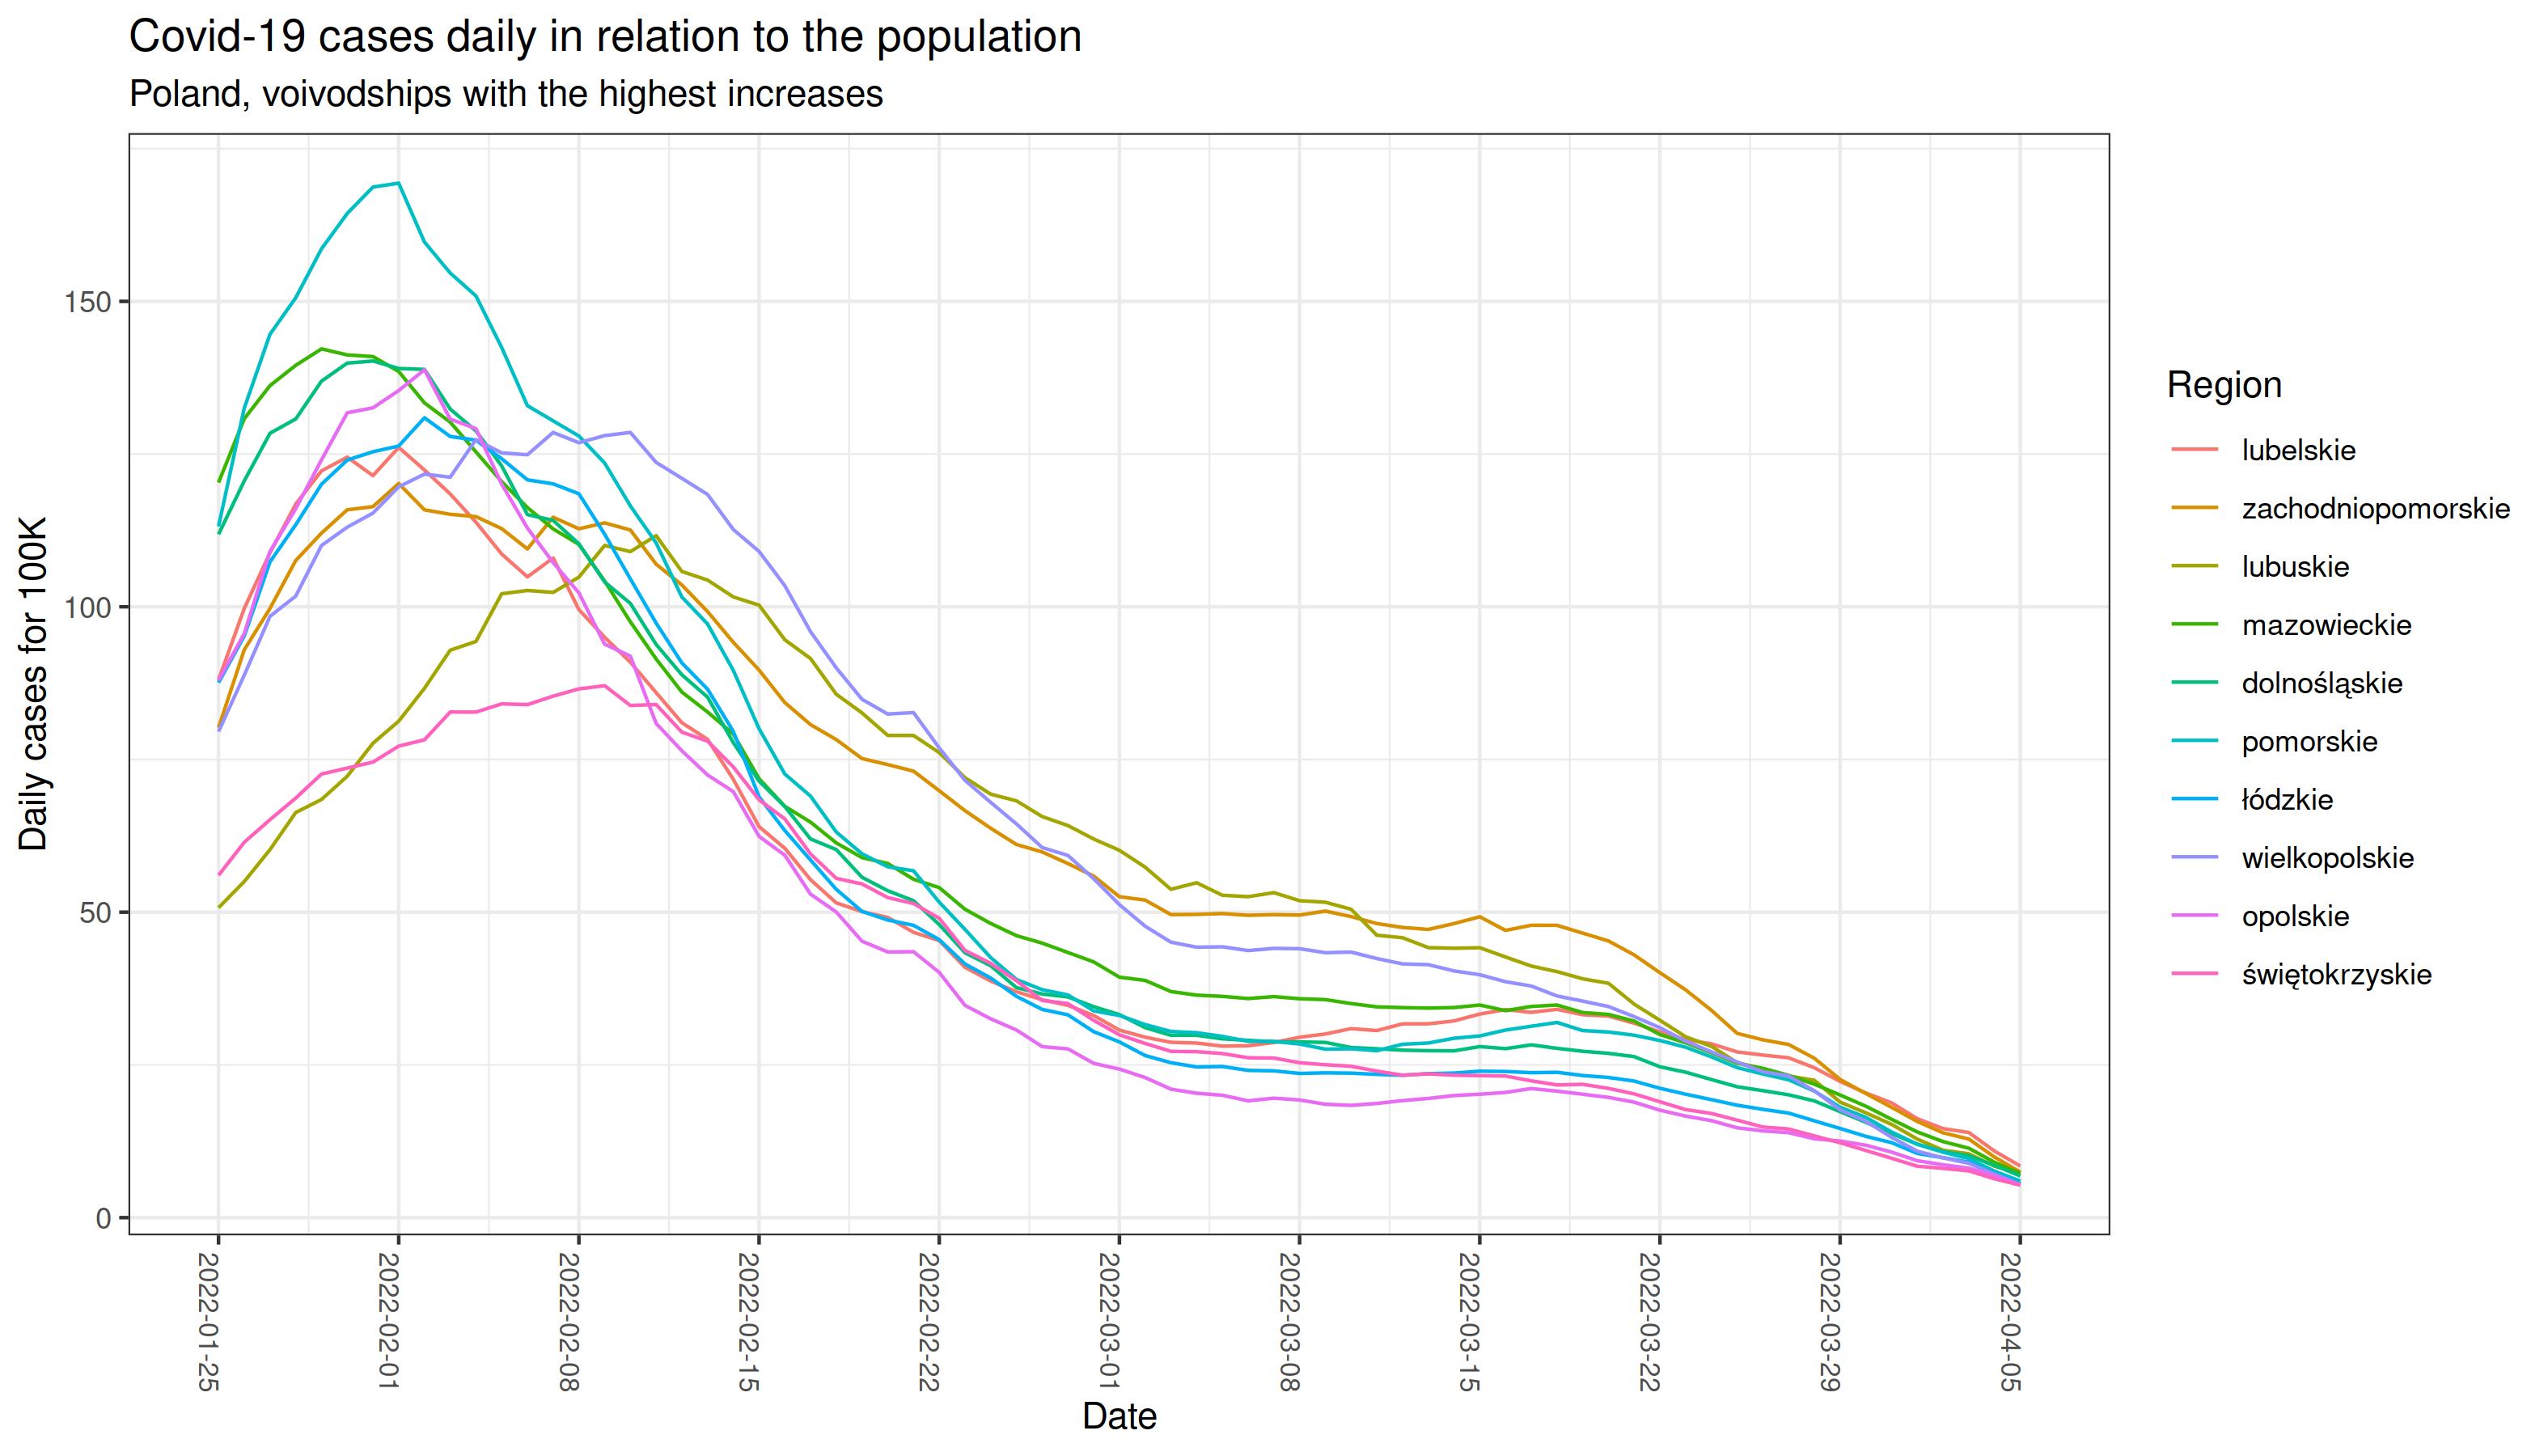 Covid-19 cases daily in relation to the population
Poland, voivodships with the highest increases
Daily cases for 100K
150
100
50
0
2022-01-25
2022-02-01
2022-02-08
2022-02-15
2022-02-22
2022-03-01
2022-03-08
2022-03-15
2022-03-22
2022-03-29
2022-04-05
Date
Region
lubelskie
zachodniopomorskie
lubuskie
mazowieckie
dolnośląskie
pomorskie
łódzkie
wielkopolskie
opolskie
świętokrzyskie